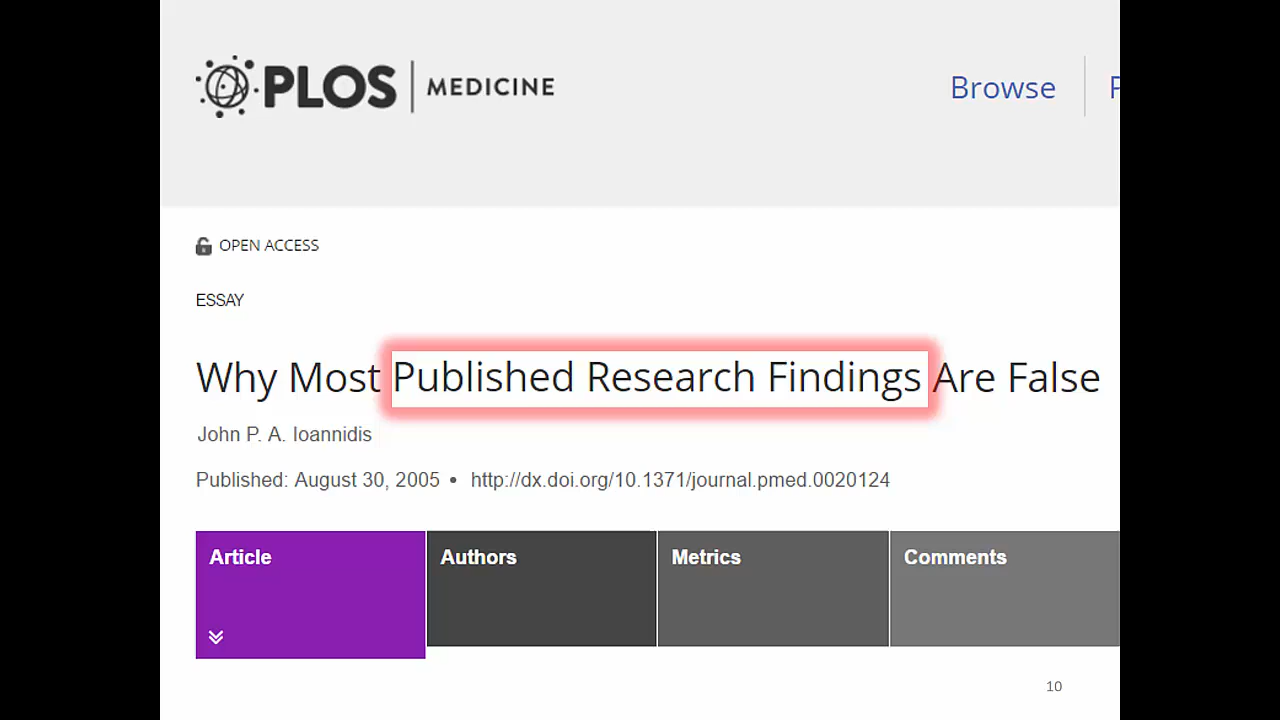 PLOS MEDICINE
Browse
OPEN ACCESS
ESSAY
Why Most Published Research Findings Are False
John P. A. Ioannidis
Published: August 30, 2005 • http://dx.doi.org/10.1371/journal.pmed.0020124
Article Authors Metrics Comments
10